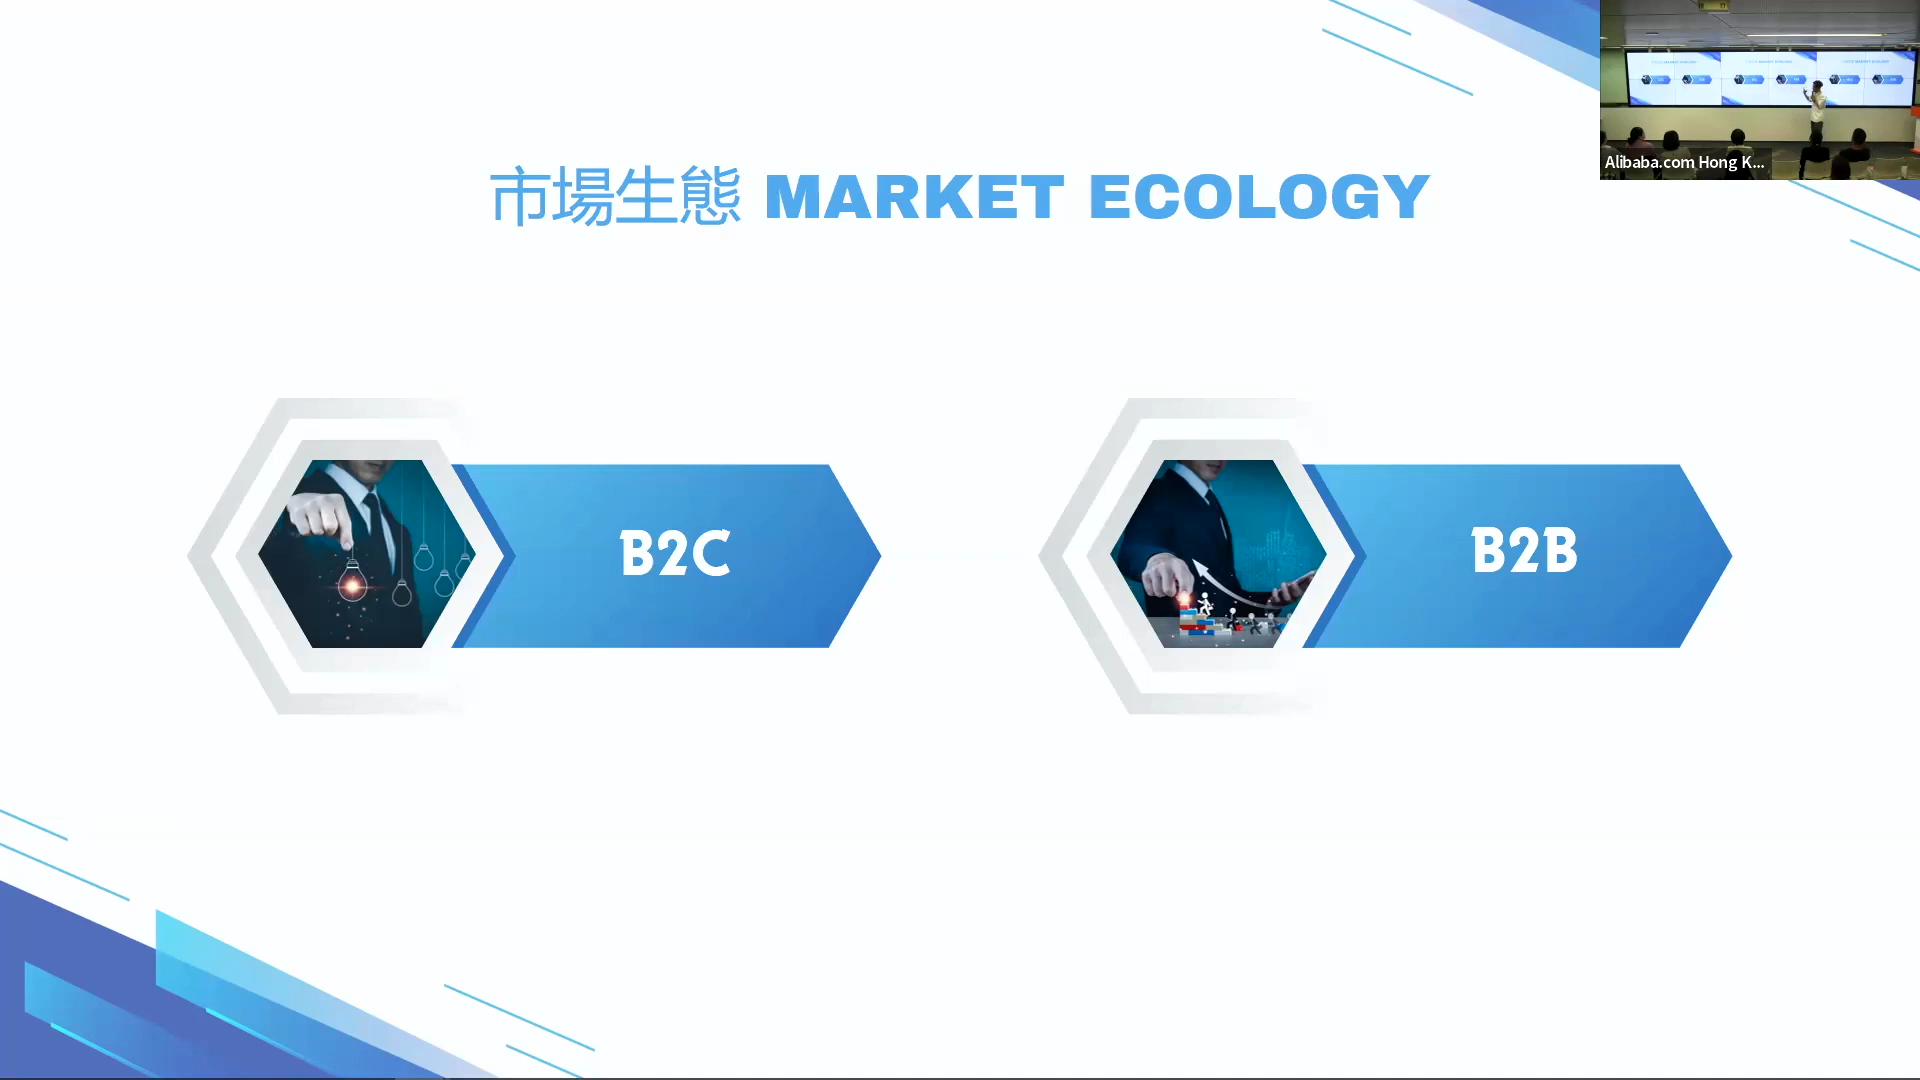 市場生態 MARKET ECOLOGY
B2C
B2B
Alibaba.com Hong K...